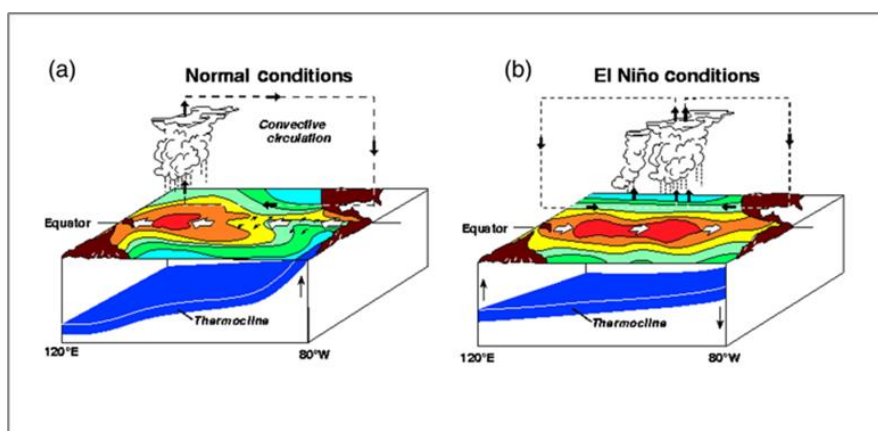 (a)
Normal conditions
Convective
circulation
Equator
Thermocline
120°E
80°W
(b)
El Niño conditions
Equator
Thermocline
120°E
80°W